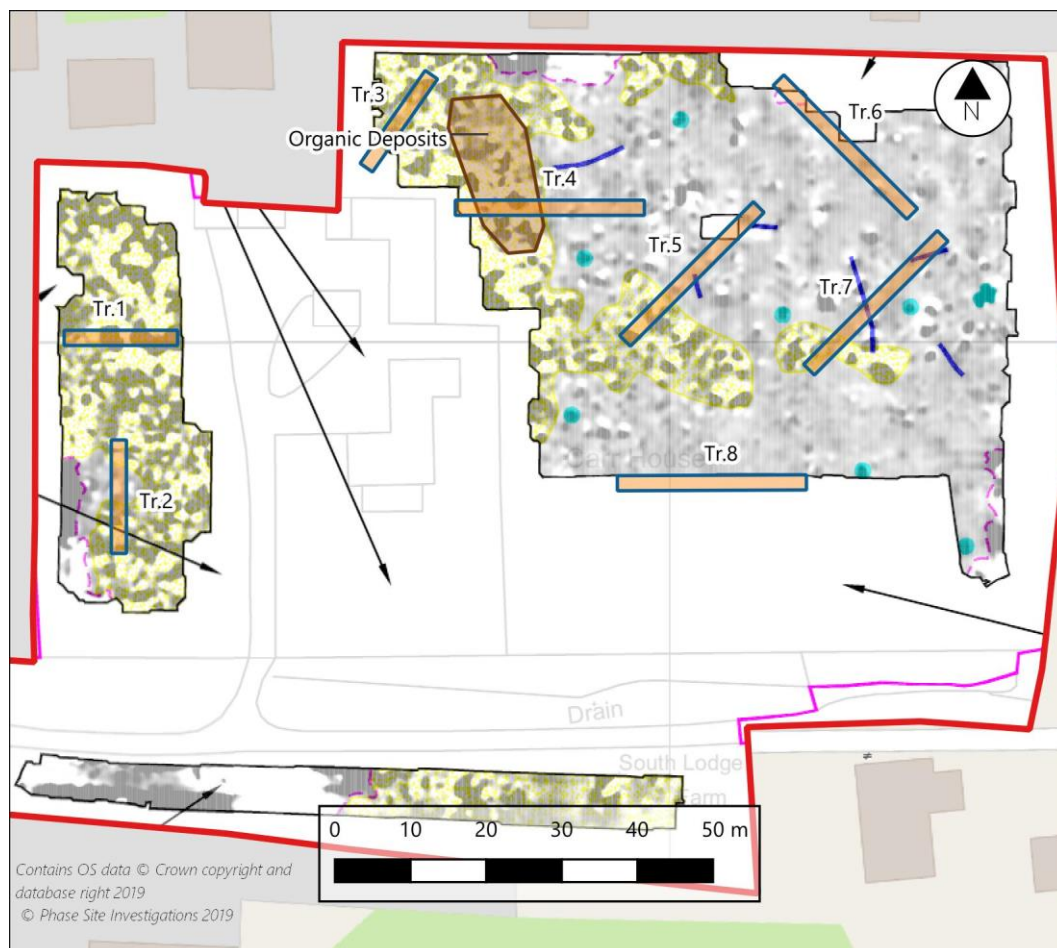 Tr.3
Organic Deposits
Tr.4
Tr.6
N
Tr.5
Tr.7
Tr.1
Tr.2
Tr.8
Drain
South Lodge
Farm
0 10 20 30 40 50 m
Contains OS data © Crown copyright and
database right 2019
© Phase Site Investigations 2019